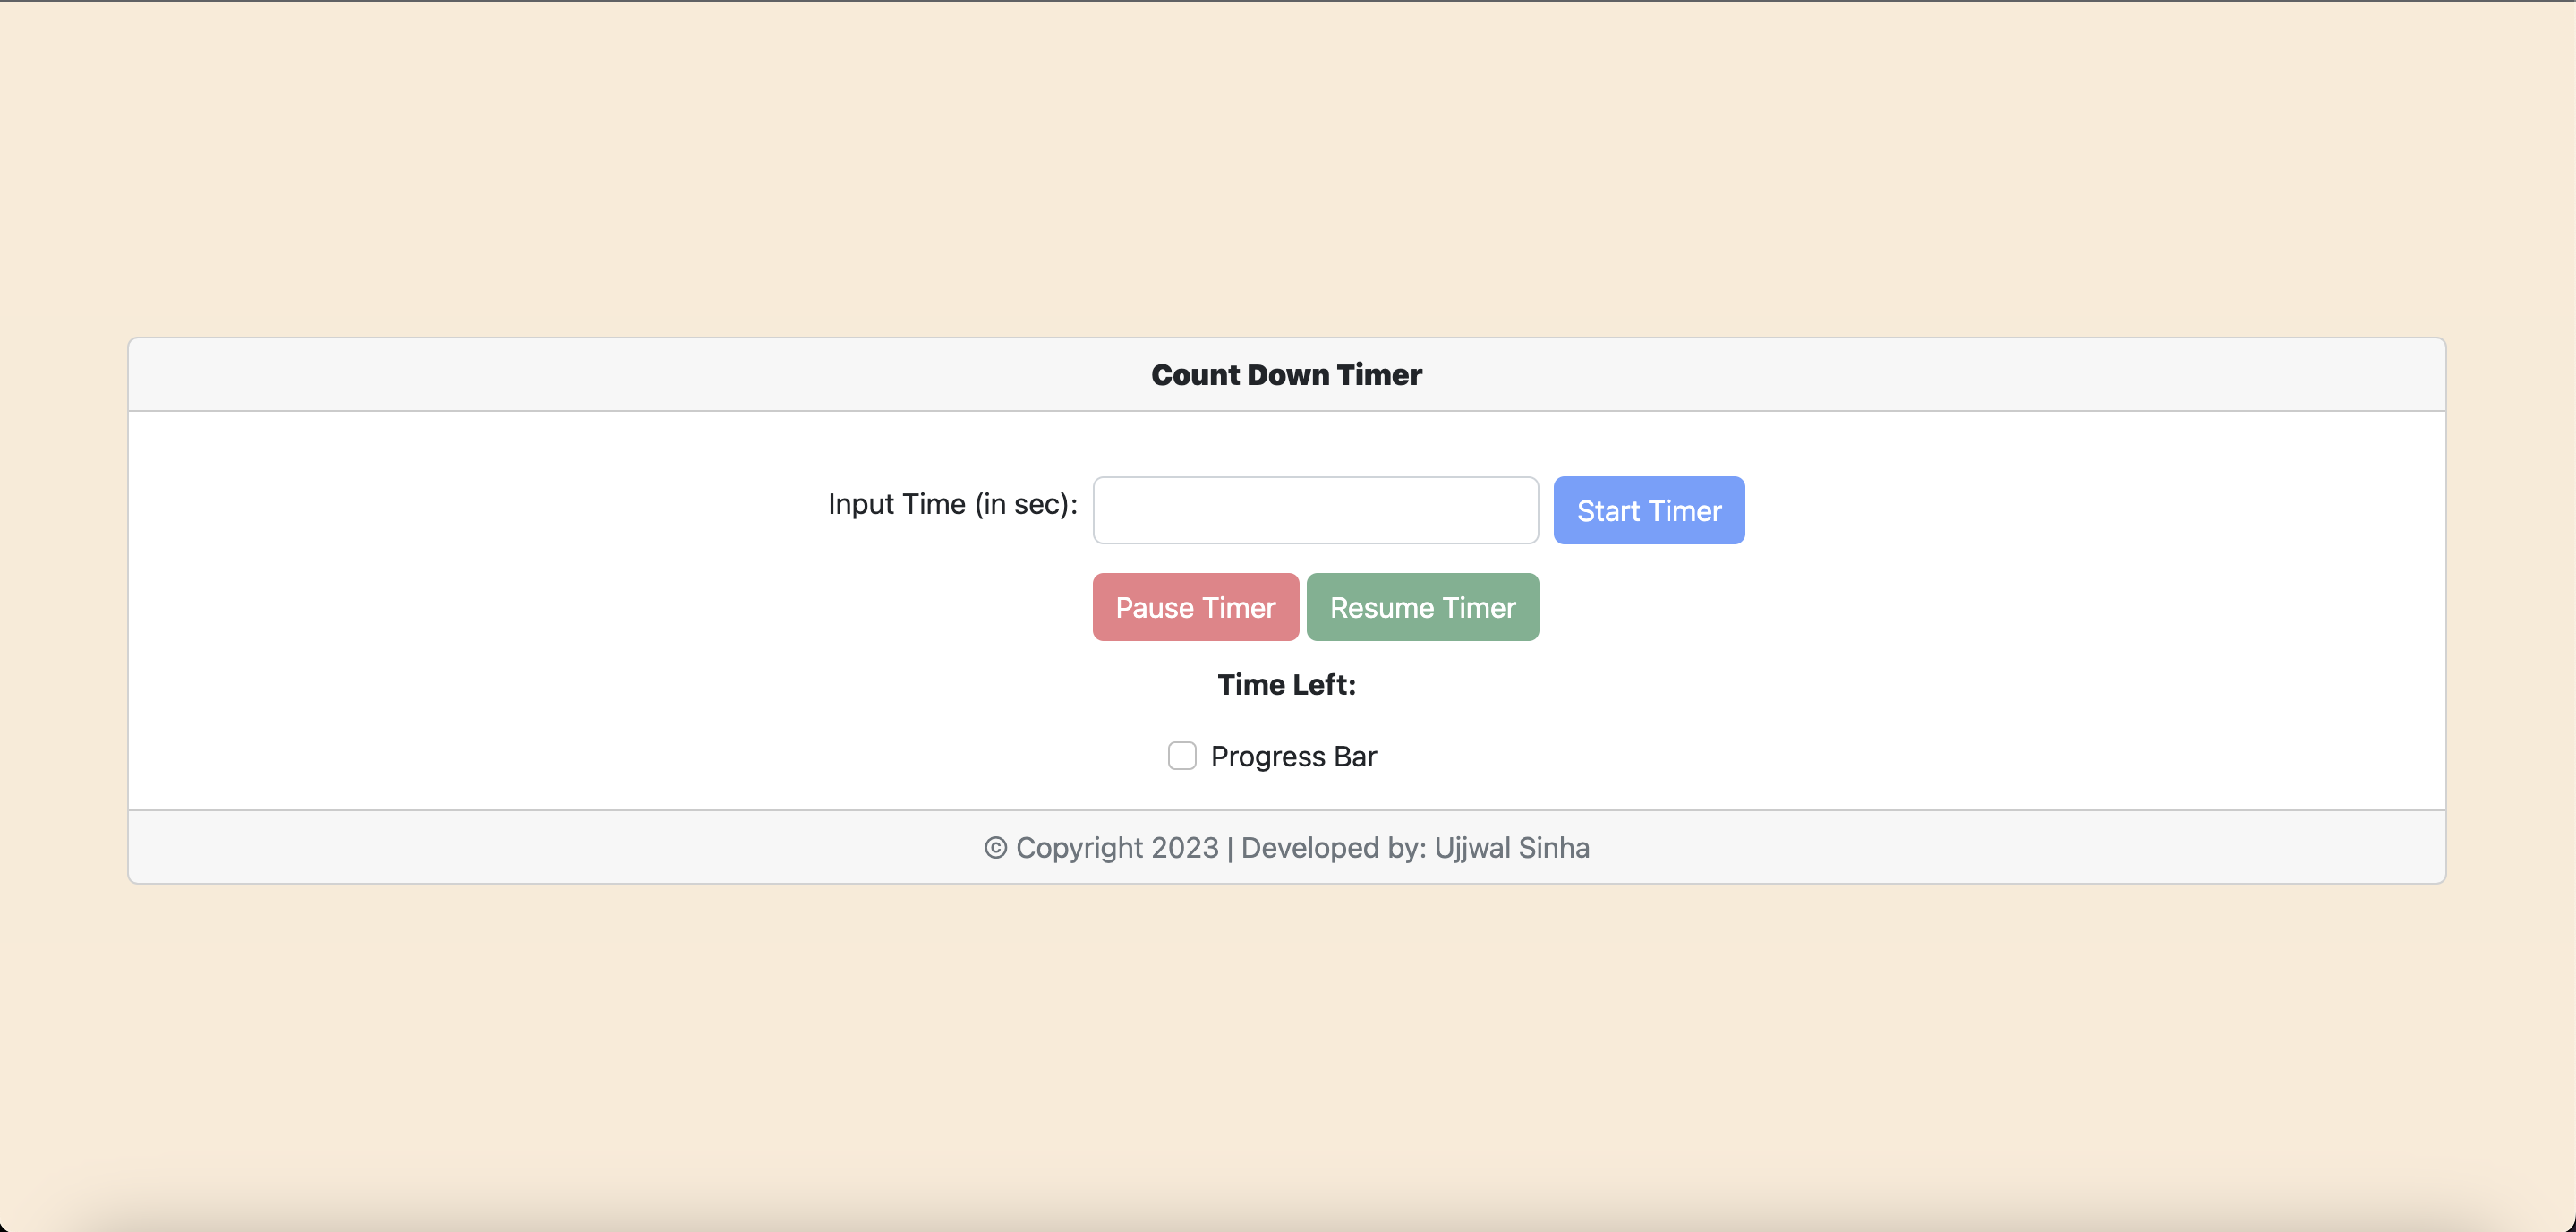 Count Down Timer
Input Time (in sec): Start Timer
Pause Timer Resume Timer
Time Left:
Progress Bar
© Copyright 2023 | Developed by: Ujjwal Sinha